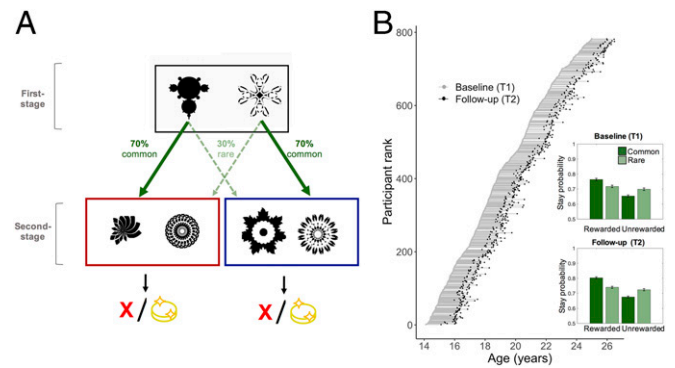 A
First-
stage
70%
common
30%
rare
70%
common
Second-
stage
X /
X /
B
800
600
400
200
0
Participant rank
Baseline (T1)
Follow-up (T2)
14 16 18 20 22 24 26
Age (years)
Baseline (T1)
Common
Rare
Stay probability
1
0.9
0.8
0.7
0.6
0.5
Rewarded Unrewarded
Follow-up (T2)
Stay probability
1
0.9
0.8
0.7
0.6
0.5
Rewarded Unrewarded